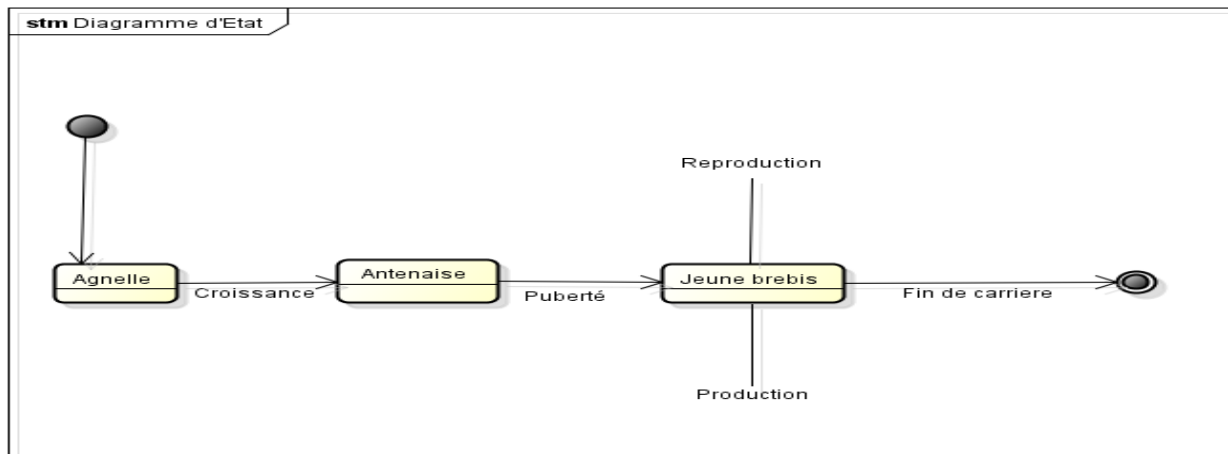 stm Diagramme d'Etat
Reproduction
Agnelle
Croissance
Antenaise
Puberté
Jeune brebis
Fin de carriere
Production